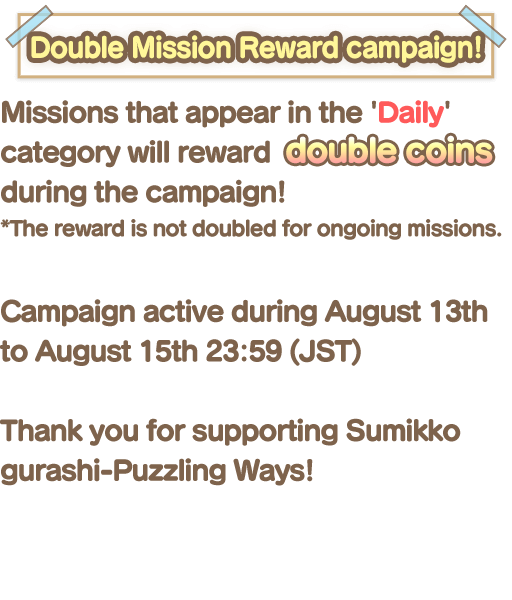 Double Mission Reward campaign!
Missions that appear in the 'Daily'
category will reward double coins
during the campaign!
*The reward is not doubled for ongoing missions.
Campaign active during August 13th
to August 15th 23:59 (JST)
Thank you for supporting Sumikko
gurashi-Puzzling Ways!